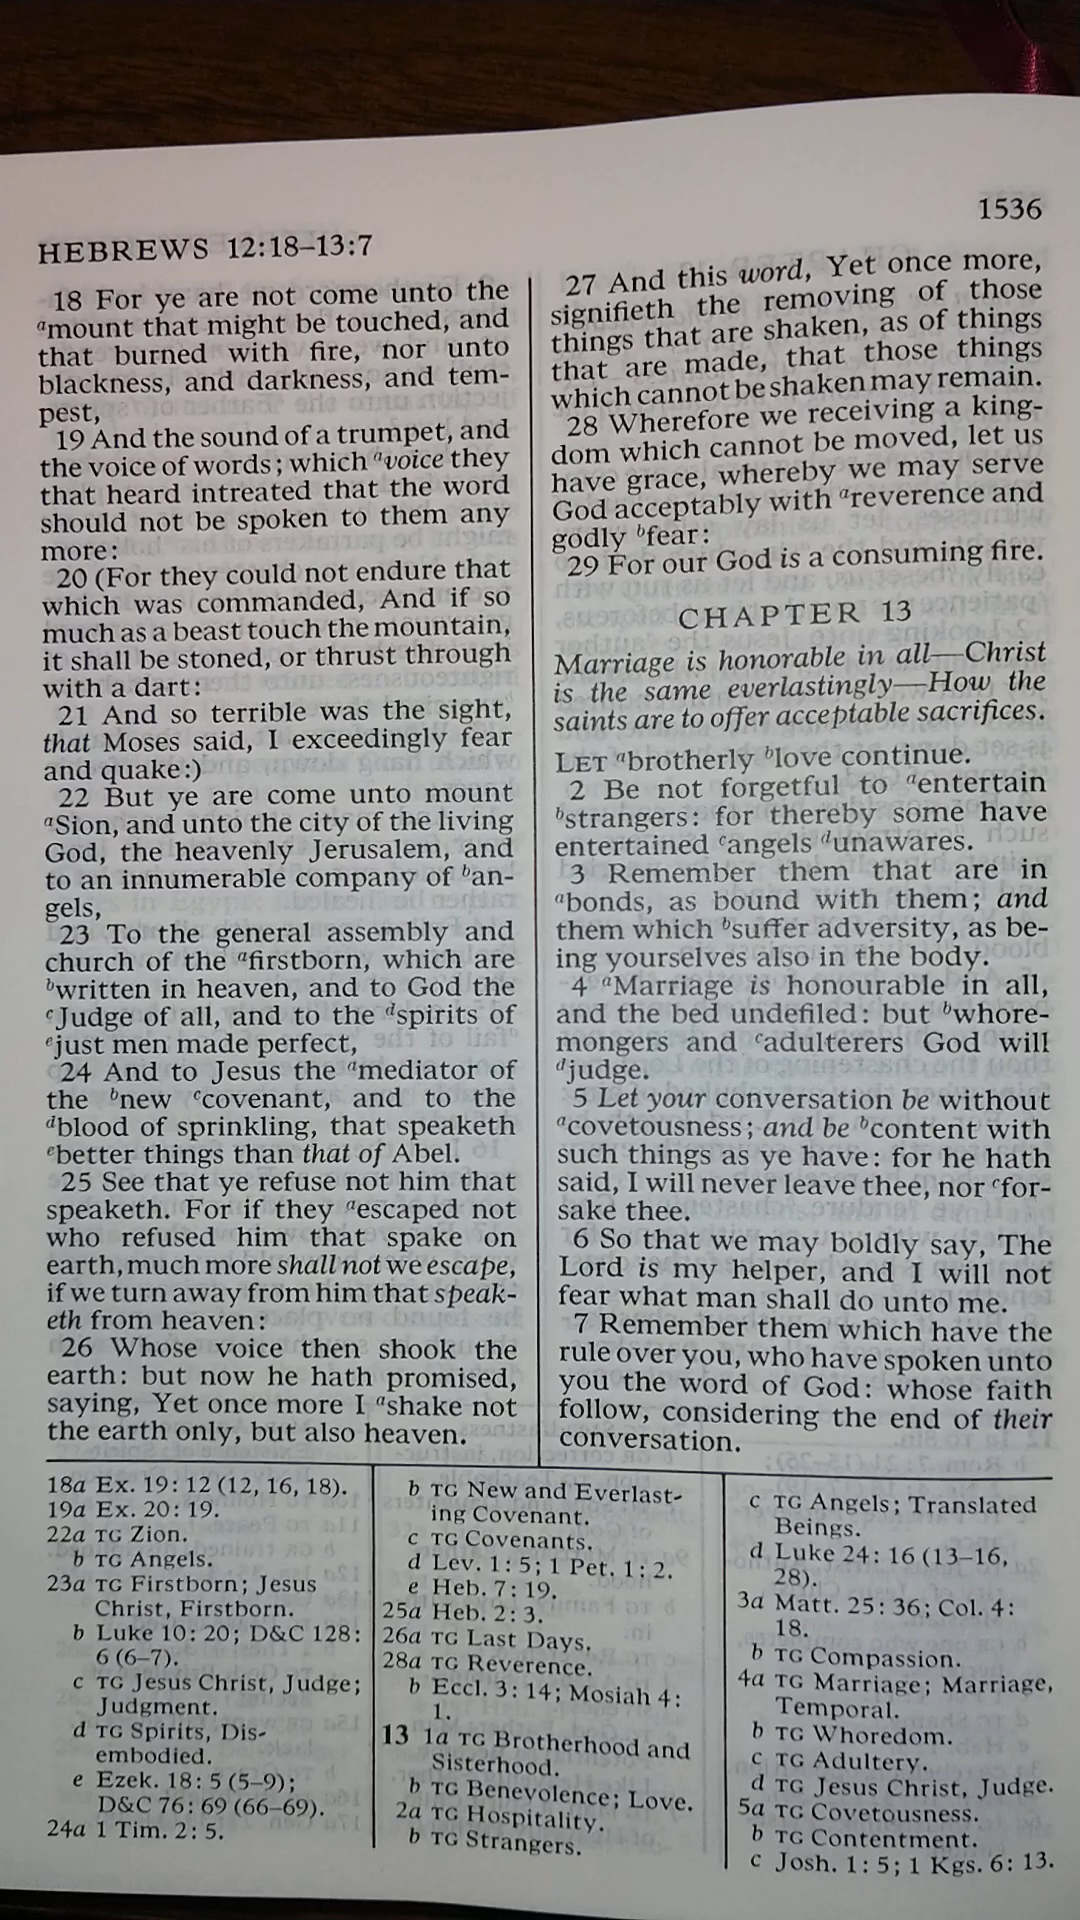 1536
HEBREWS 12:18–13:7
18 For ye are not come unto the
ᵃmount that might be touched, and
that burned with fire, nor unto
blackness, and darkness, and tem-
pest,
19 And the sound of a trumpet, and
the voice of words; which ᵃvoice they
that heard intreated that the word
should not be spoken to them any
more:
20 (For they could not endure that
which was commanded, And if so
much as a beast touch the mountain,
it shall be stoned, or thrust through
with a dart:
21 And so terrible was the sight,
that Moses said, I exceedingly fear
and quake:)
22 But ye are come unto mount
ᵃSion, and unto the city of the living
God, the heavenly Jerusalem, and
to an innumerable company of ᵇan-
gels,
23 To the general assembly and
church of the ᵃfirstborn, which are
ᵇwritten in heaven, and to God the
ᶜJudge of all, and to the ᵈspirits of
ᵉjust men made perfect,
24 And to Jesus the ᵃmediator of
the ᵇnew ᶜcovenant, and to the
ᵈblood of sprinkling, that speaketh
ᵉbetter things than that of Abel.
25 See that ye refuse not him that
speaketh. For if they ᵃescaped not
who refused him that spake on
earth, much more shall not we escape,
if we turn away from him that speak-
eth from heaven:
26 Whose voice then shook the
earth: but now he hath promised,
saying, Yet once more I ᵃshake not
the earth only, but also heaven.
27 And this word, Yet once more,
signifieth the removing of those
things that are shaken, as of things
that are made, that those things
which cannot be shaken may remain.
28 Wherefore we receiving a king-
dom which cannot be moved, let us
have grace, whereby we may serve
God acceptably with ᵃreverence and
godly ᵇfear:
29 For our God is a consuming fire.
CHAPTER 13
Marriage is honorable in all—Christ
is the same everlastingly—How the
saints are to offer acceptable sacrifices.
LET ᵃbrotherly ᵇlove continue.
2 Be not forgetful to ᵃentertain
ᵇstrangers: for thereby some have
entertained ᶜangels ᵈunawares.
3 Remember them that are in
ᵃbonds, as bound with them; and
them which ᵇsuffer adversity, as be-
ing yourselves also in the body.
4 ᵃMarriage is honourable in all,
and the bed undefiled: but ᵇwhore-
mongers and ᶜadulterers God will
ᵈjudge.
5 Let your conversation be without
ᵃcovetousness; and be ᵇcontent with
such things as ye have: for he hath
said, I will never leave thee, nor ᶜfor-
sake thee.
6 So that we may boldly say, The
Lord is my helper, and I will not
fear what man shall do unto me.
7 Remember them which have the
rule over you, who have spoken unto
you the word of God: whose faith
follow, considering the end of their
conversation.
18a Ex. 19: 12 (12, 16, 18).
19a Ex. 20: 19.
22a TG Zion.
b TG Angels.
23a TG Firstborn; Jesus
Christ, Firstborn.
b Luke 10: 20; D&C 128:
6 (6–7).
c TG Jesus Christ, Judge;
Judgment.
d TG Spirits, Dis-
embodied.
e Ezek. 18: 5 (5–9);
D&C 76: 69 (66–69).
24a 1 Tim. 2: 5.
b TG New and Everlast-
ing Covenant.
c TG Covenants.
d Lev. 1: 5; 1 Pet. 1: 2.
e Heb. 7: 19.
25a Heb. 2: 3.
26a TG Last Days.
28a TG Reverence.
b Eccl. 3: 14; Mosiah 4:
1.
13 1a TG Brotherhood and
Sisterhood.
b TG Benevolence; Love.
2a TG Hospitality.
b TG Strangers.
c TG Angels; Translated
Beings.
d Luke 24: 16 (13–16,
28).
3a Matt. 25: 36; Col. 4:
18.
b TG Compassion.
4a TG Marriage; Marriage,
Temporal.
b TG Whoredom.
c TG Adultery.
d TG Jesus Christ, Judge.
5a TG Covetousness.
b TG Contentment.
c Josh. 1: 5; 1 Kgs. 6: 13.